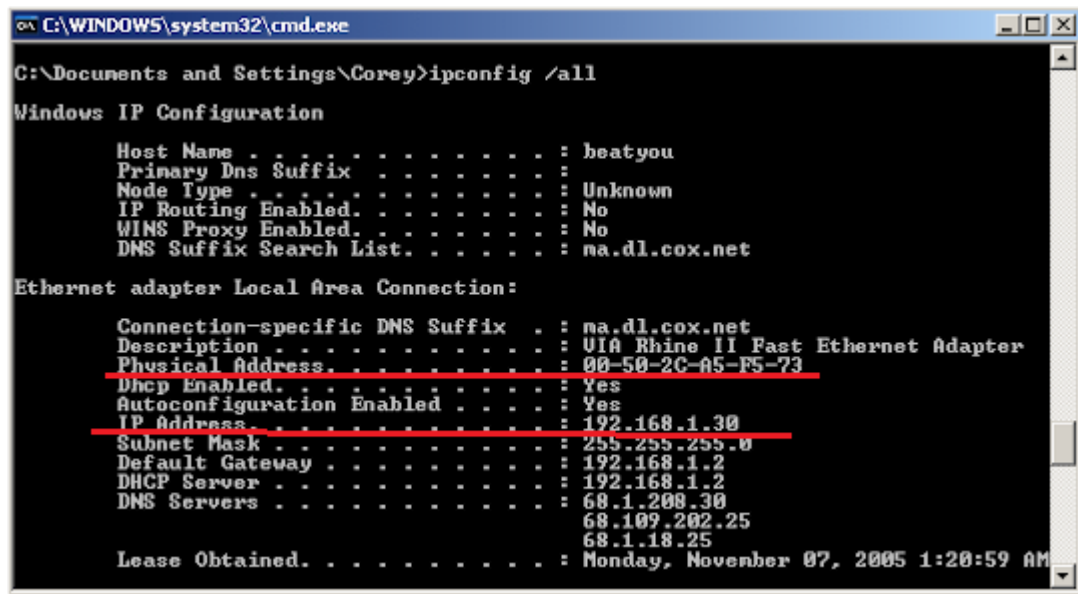 C:\WINDOWS\system32\cmd.exe
C:\Documents and Settings\Corey>ipconfig /all
Windows IP Configuration
Host Name . . . . . . . . . . . . : beatyou
Primary Dns Suffix . . . . . . . :
Node Type . . . . . . . . . . . . : Unknown
IP Routing Enabled. . . . . . . . : No
WINS Proxy Enabled. . . . . . . . : No
DNS Suffix Search List. . . . . . : ma.dl.cox.net
Ethernet adapter Local Area Connection:
Connection-specific DNS Suffix . : ma.dl.cox.net
Description . . . . . . . . . . . : VIA Rhine II Fast Ethernet Adapter
Physical Address. . . . . . . . . : 00-50-2C-A5-F5-73
Dhcp Enabled. . . . . . . . . . . : Yes
Autoconfiguration Enabled . . . . : Yes
IP Address. . . . . . . . . . . . : 192.168.1.30
Subnet Mask . . . . . . . . . . . : 255.255.255.0
Default Gateway . . . . . . . . . : 192.168.1.2
DHCP Server . . . . . . . . . . . : 192.168.1.2
DNS Servers . . . . . . . . . . . : 68.1.208.30
68.109.202.25
68.1.18.25
Lease Obtained. . . . . . . . . . : Monday, November 07, 2005 1:20:59 AM